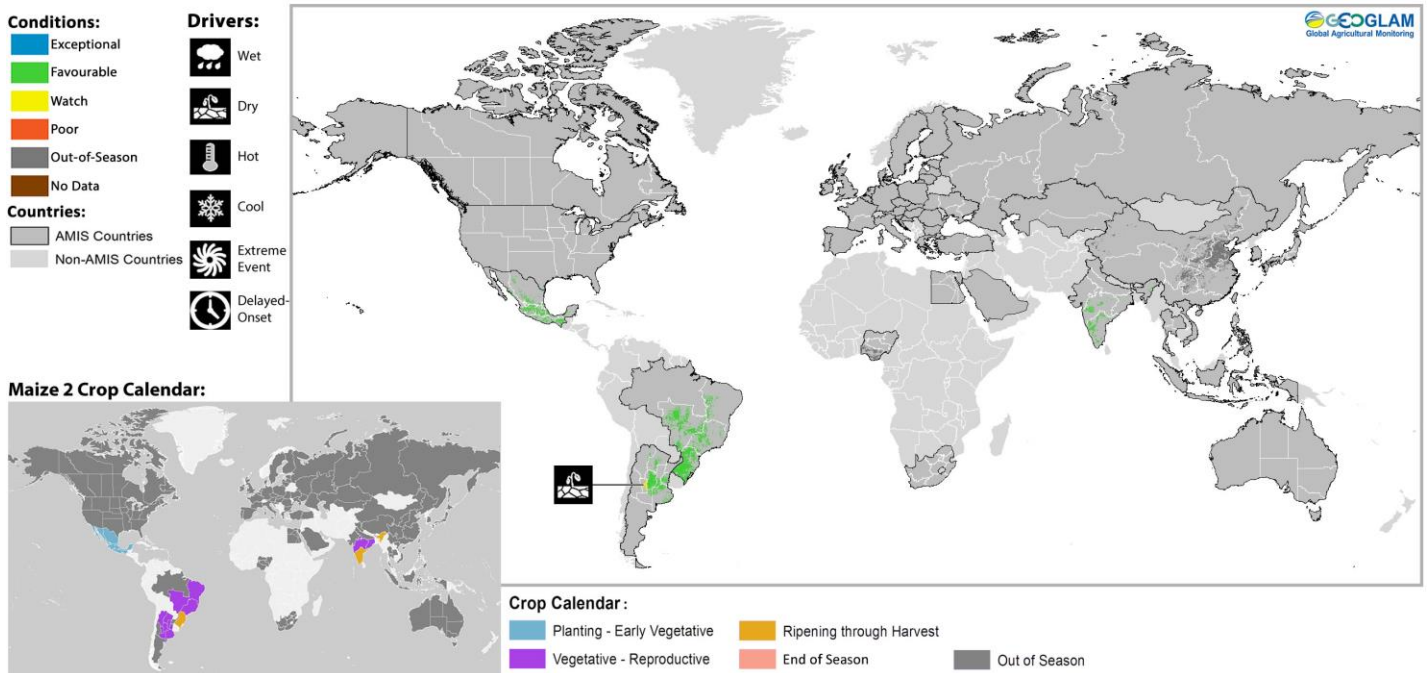 Conditions:
Exceptional
Favourable
Watch
Poor
Out-of-Season
No Data
Countries:
AMIS Countries
Non-AMIS Countries
Drivers:
Wet
Dry
Hot
Cool
Extreme
Event
Delayed-
Onset
GEOGLAM
Global Agricultural Monitoring
Maize 2 Crop Calendar:
Crop Calendar :
Planting - Early Vegetative
Vegetative - Reproductive
Ripening through Harvest
End of Season
Out of Season